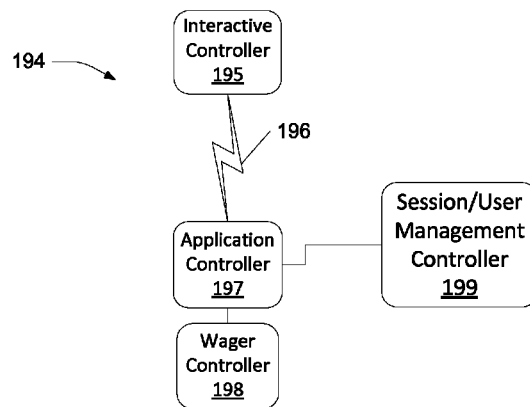 Interactive
Controller
195
194
196
Application
Controller
197
Session/User
Management
Controller
199
Wager
Controller
198